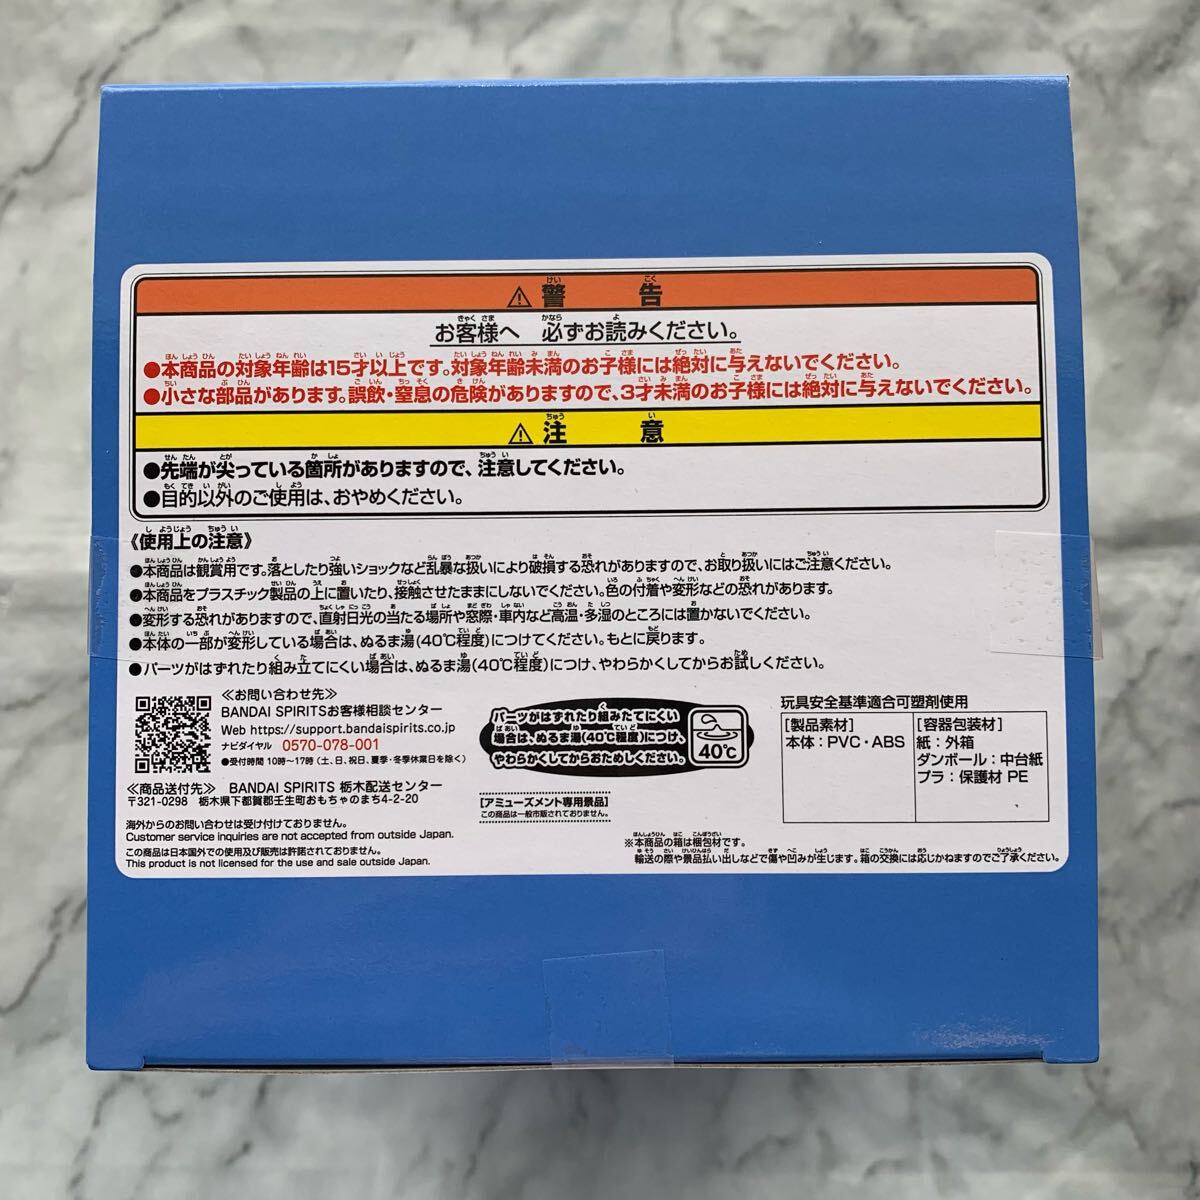 ⚠警告
お客様へ 必ずお読みください。
●本商品の対象年齢は15才以上です。対象年齢未満のお子様には絶対に与えないでください。
●小さな部品があります。誤飲・窒息の危険がありますので、3才未満のお子様には絶対に与えないでください。
⚠注意
●先端が尖っている箇所がありますので、注意してください。
●目的以外のご使用は、おやめください。
《使用上の注意》
●本商品は観賞用です。落としたり強いショックなど乱暴な扱いにより破損する恐れがありますので、お取り扱いにはご注意ください。
●本商品をプラスチック製品の上に置いたり、接触させたままにしないでください。色の付着や変形などの恐れがあります。
●変形する恐れがありますので、直射日光の当たる場所や窓際・車内など高温・多湿のところには置かないでください。
●本体の一部が変形している場合は、ぬるま湯(40℃程度)につけてください。もとに戻ります。
●パーツがはずれたり組み立てにくい場合は、ぬるま湯(40℃程度)につけ、やわらかくしてからお試しください。
≪お問い合わせ先≫
BANDAI SPIRITSお客様相談センター
Web https://support.bandaispirits.co.jp
ナビダイヤル 0570-078-001
●受付時間 10時〜17時 (土、日、祝日、夏季・冬季休業日を除く)
≪商品送付先≫ BANDAI SPIRITS 栃木配送センター
〒321-0298 栃木県下都賀郡壬生町おもちゃのまち4-2-20
海外からのお問い合わせは受け付けておりません。
Customer service inquiries are not accepted from outside Japan.
この商品は日本国外での使用及び販売は許諾されておりません。
This product is not licensed for the use and sale outside Japan.
パーツがはずれたり組みたてにくい
場合は、ぬるま湯(40℃程度)につけ、
やわらかくしてからおためしください。
40℃
[アミューズメント専用景品]
この商品は一般市販されておりません。
玩具安全基準適合可塑剤使用
[製品素材]
本体：PVC・ABS
[容器包装材]
紙：外箱
ダンボール：中台紙
プラ：保護材 PE
※本商品の箱は梱包材です。
輸送の際や景品払い出しなどで傷や凹みが生じます。箱の交換には応じかねますのでご了承ください。